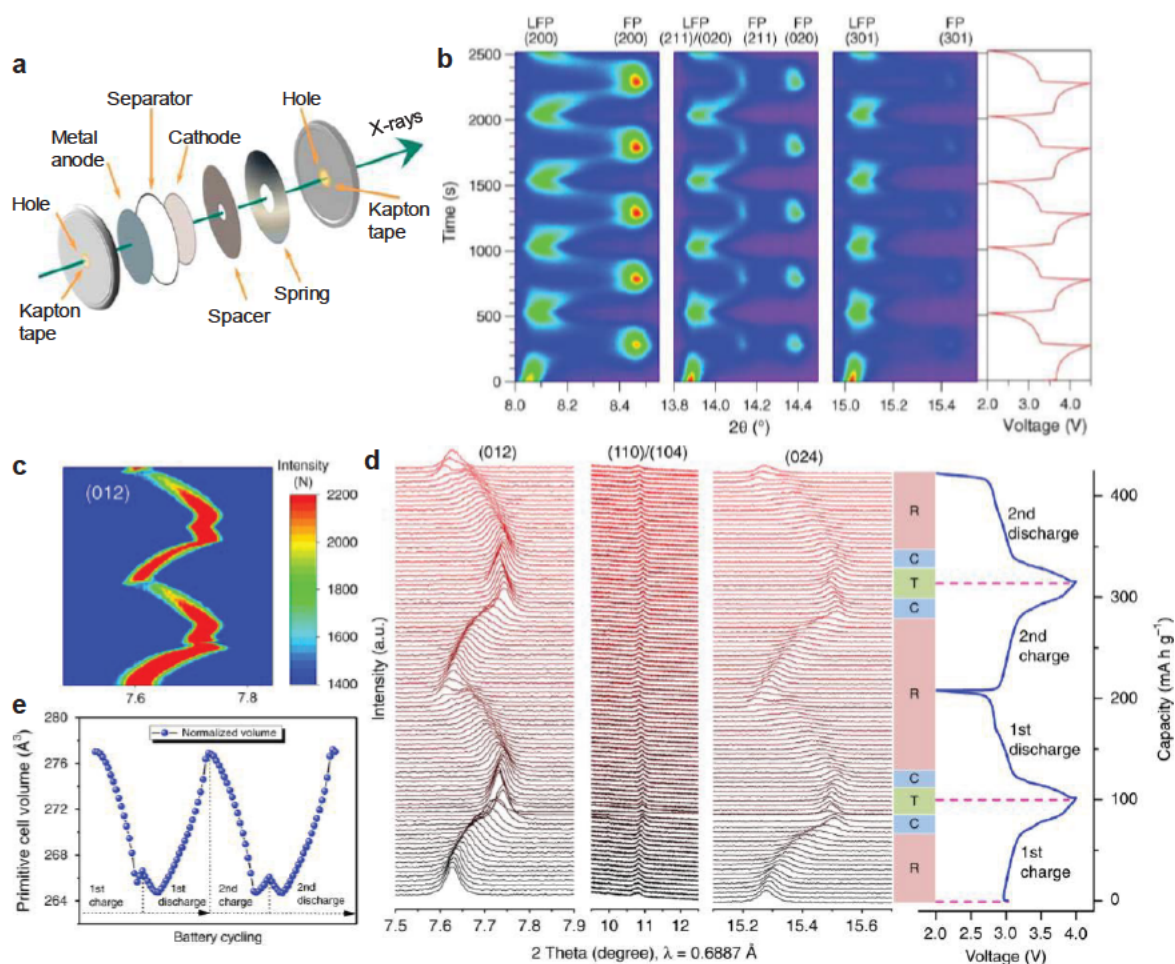 a
Hole
Kapton
tape
Metal
anode
Separator
Cathode
Spacer
Spring
Hole
X-rays
Kapton
tape
b
LFP
(200)
FP
(200)
LFP
(211)/(020)
FP
(211)
FP
(020)
LFP
(301)
FP
(301)
Time (s)
2500
2000
1500
1000
500
0
8.0 8.2 8.4
13.8 14.0 14.2 14.4
15.0 15.2 15.4
2.0 3.0 4.0
2θ (°)
Voltage (V)
c
(012)
7.6 7.8
Intensity
(N)
2200
2000
1800
1600
1400
d
(012)
(110)/(104)
(024)
Intensity (a.u.)
7.5 7.6 7.7 7.8 7.9
10 11 12
15.2 15.4 15.6
2 Theta (degree), λ = 0.6887 Å
R
C
T
C
R
C
T
C
R
2nd
discharge
2nd
charge
1st
discharge
1st
charge
400
300
200
100
0
Capacity (mA h g⁻¹)
2.0 3.0 4.0
Voltage (V)
e
Primitive cell volume (Å³)
280
276
272
268
264
Normalized volume
1st
charge
1st
discharge
2nd
charge
2nd
discharge
Battery cycling